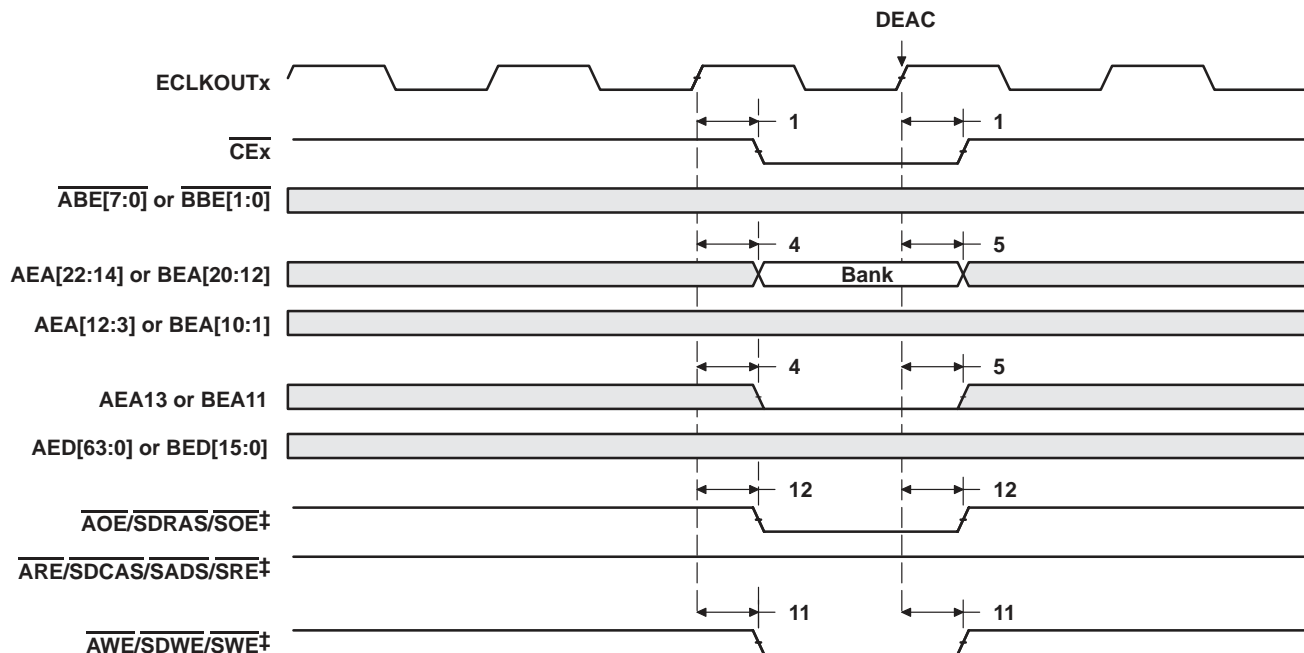 DEAC
ECLKOUTx
1 1
CEx
ABE[7:0] or BBE[1:0]
4 5
AEA[22:14] or BEA[20:12] Bank
AEA[12:3] or BEA[10:1]
4 5
AEA13 or BEA11
AED[63:0] or BED[15:0]
12 12
AOE/SDRAS/SOE‡
ARE/SDCAS/SADS/SRE‡
11 11
AWE/SDWE/SWE‡